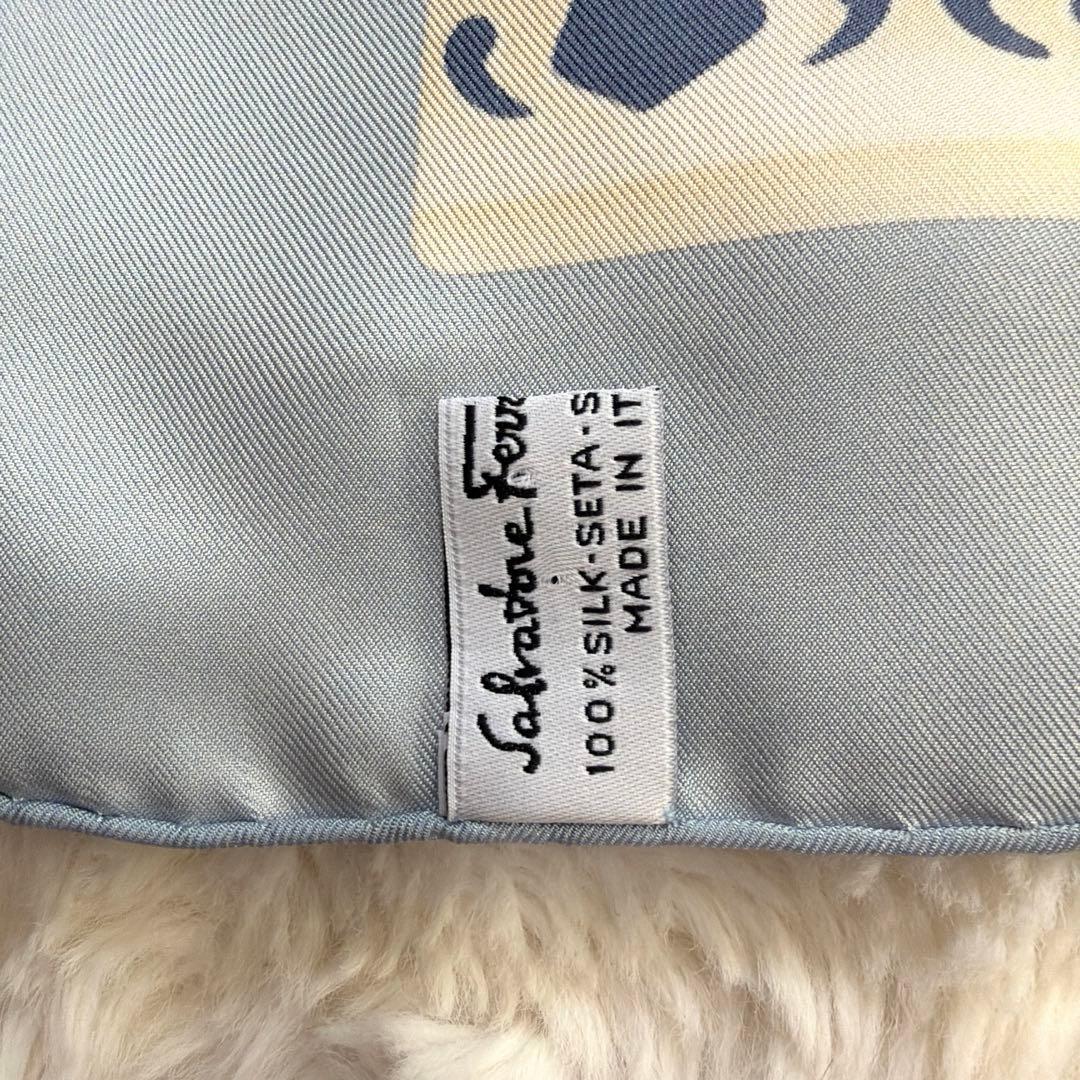 Salvatore Ferr
100% SILK-SETA-S
MADE IN IT